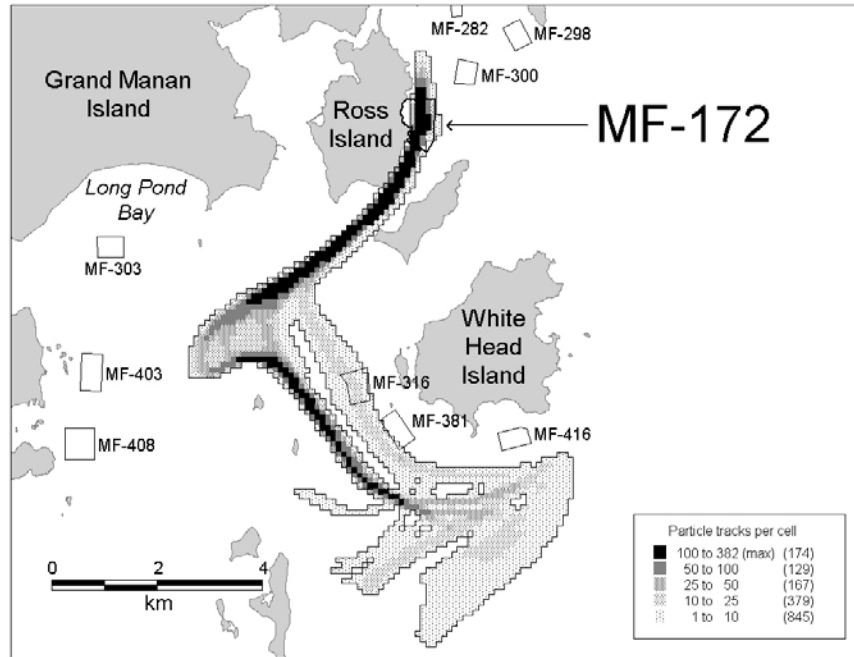 MF-282
MF-298
MF-300
Grand Manan
Island
Ross
Island
MF-172
Long Pond
Bay
MF-303
White
Head
Island
MF-403
MF-316
MF-381
MF-408
MF-416
0 2 4
km
Particle tracks per cell
100 to 382 (max) (174)
50 to 100 (129)
25 to 50 (167)
10 to 25 (379)
1 to 10 (845)